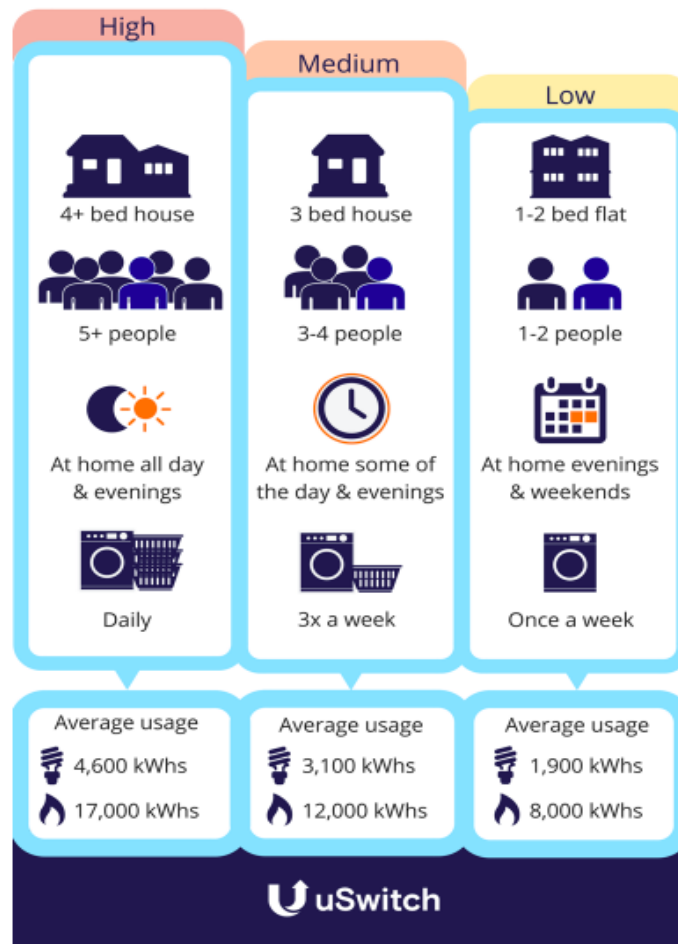 High
4+ bed house
5+ people
At home all day
& evenings
Daily
Average usage
4,600 kWhs
17,000 kWhs
Medium
3 bed house
3-4 people
At home some of
the day & evenings
3x a week
Average usage
3,100 kWhs
12,000 kWhs
Low
1-2 bed flat
1-2 people
At home evenings
& weekends
Once a week
Average usage
1,900 kWhs
8,000 kWhs
uSwitch